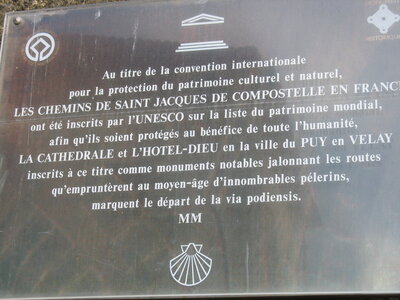 Au titre de la convention internationale
pour la protection du patrimoine culturel et naturel,
LES CHEMINS DE SAINT JACQUES DE COMPOSTELLE EN FRANCE
ont été inscrits par l'UNESCO sur la liste du patrimoine mondial,
afin qu'ils soient protégés au bénéfice de toute l'humanité,
LA CATHEDRALE et L'HOTEL-DIEU en la ville du PUY en VELAY
inscrits à ce titre comme monuments notables jalonnant les routes
qu'empruntèrent au moyen-âge d'innombrables pélerins,
marquent le départ de la via podiensis.
MM